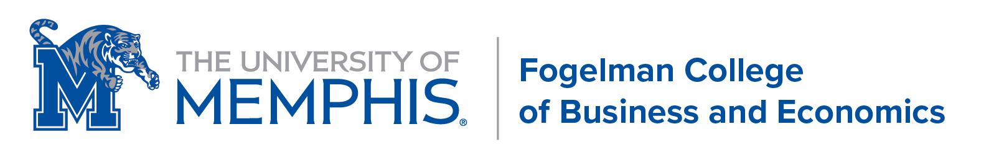 M
THE UNIVERSITY OF
MEMPHIS®
Fogelman College
of Business and Economics